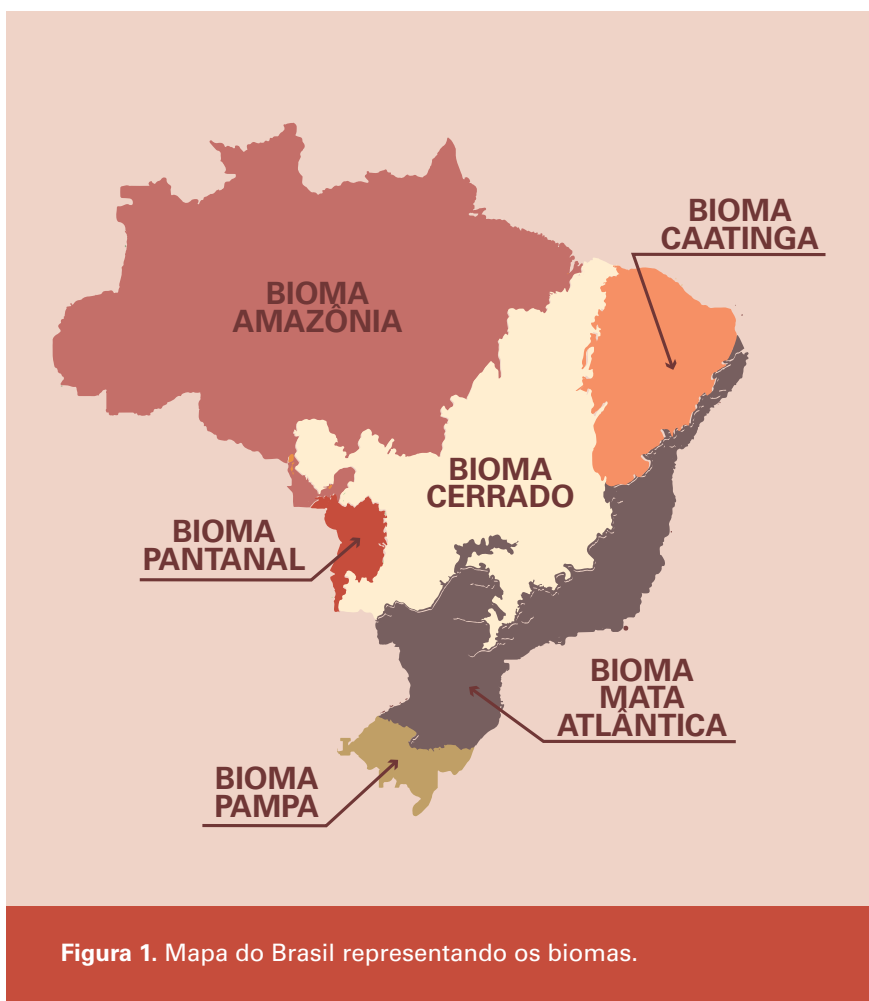 BIOMA
CAATINGA
BIOMA
AMAZÔNIA
BIOMA
CERRADO
BIOMA
PANTANAL
BIOMA
MATA
ATLÂNTICA
BIOMA
PAMPA
Figura 1. Mapa do Brasil representando os biomas.